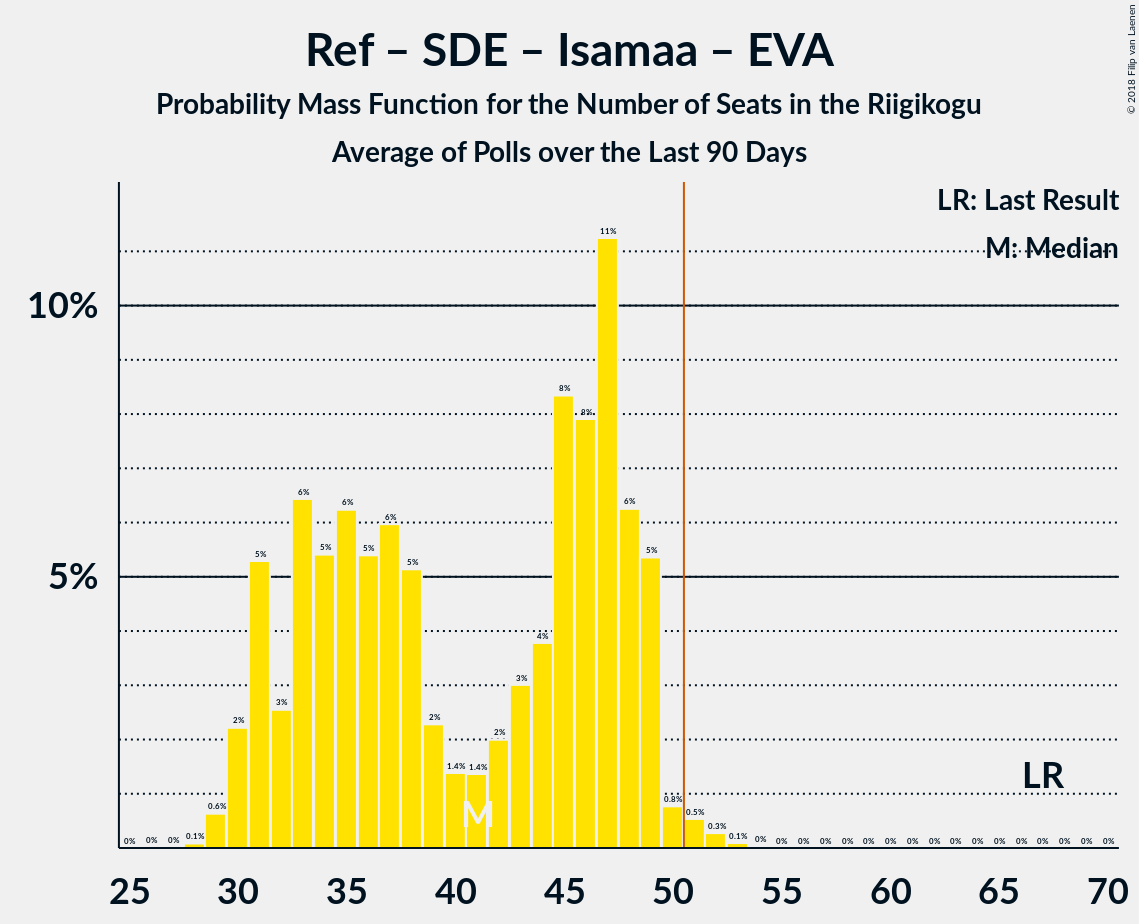 Ref – SDE – Isamaa – EVA
Probability Mass Function for the Number of Seats in the Riigikogu
Average of Polls over the Last 90 Days
© 2018 Filip van Laenen
LR: Last Result
M: Median
10%
5%
0% 0% 0% 0.1% 0.6% 2% 5% 3% 6% 5% 6% 5% 6% 5% 2% 1.4% 1.4% 2% 3% 4% 8% 8% 11% 6% 5% 0.8% 0.5% 0.3% 0.1% 0% 0% 0% 0% 0% 0% 0% 0% 0% 0% 0% 0% 0% 0% 0% 0% 0%
M
LR
25 30 35 40 45 50 55 60 65 70